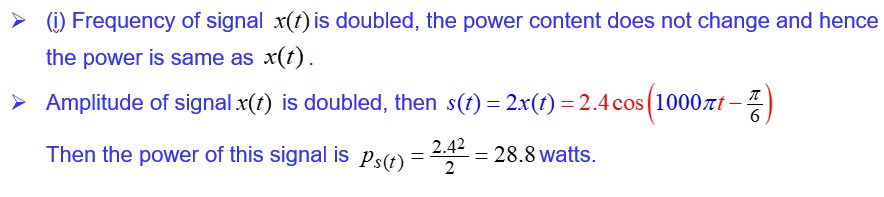 ➢ (i) Frequency of signal x(t) is doubled, the power content does not change and hence
the power is same as x(t).
➢ Amplitude of signal x(t) is doubled, then s(t) = 2x(t) = 2.4 cos(1000πt − π/6)
Then the power of this signal is p_{s(t)} = 2.4²/2 = 28.8 watts.